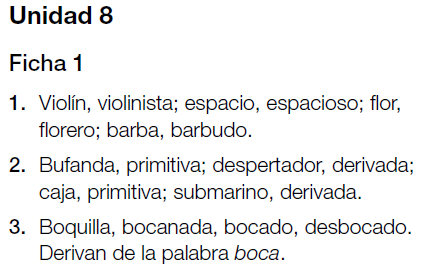 Unidad 8
Ficha 1
1. Violín, violinista; espacio, espacioso; flor,
florero; barba, barbudo.
2. Bufanda, primitiva; despertador, derivada;
caja, primitiva; submarino, derivada.
3. Boquilla, bocanada, bocado, desbocado.
Derivan de la palabra boca.